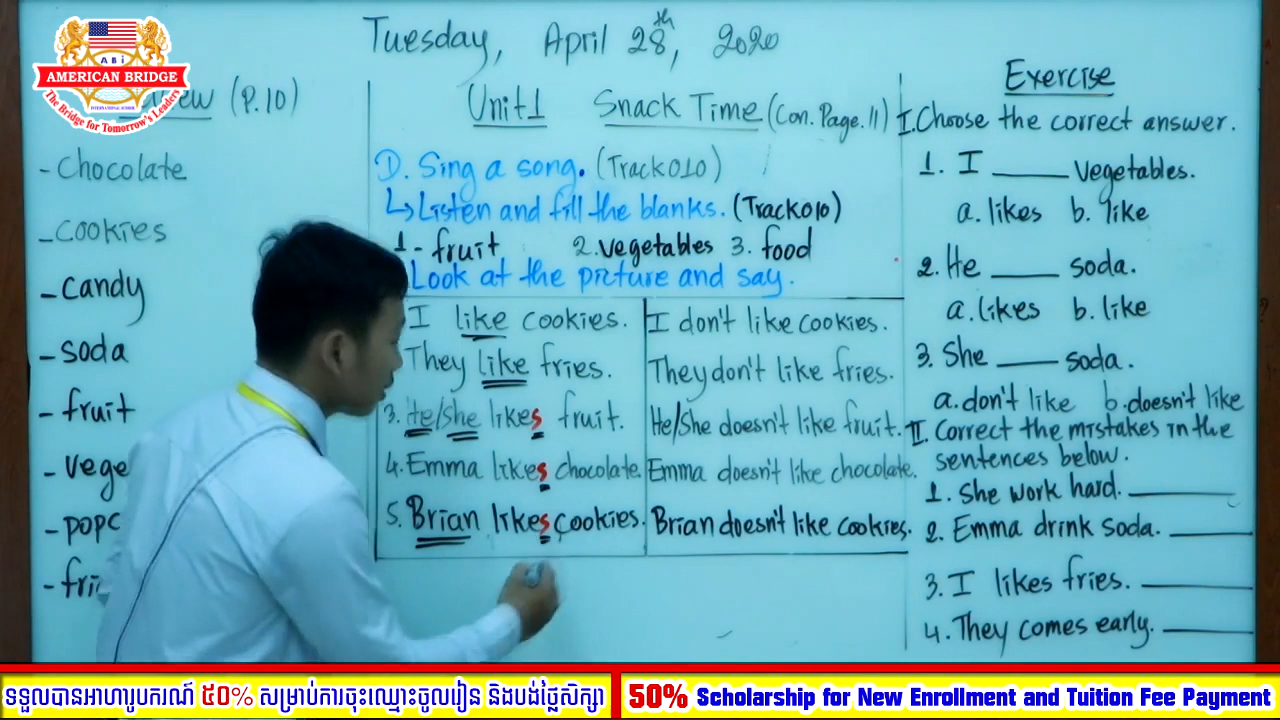 Tuesday, April 28th, 2020
ABi
AMERICAN BRIDGE
INTERNATIONAL SCHOOL
The Bridge for Tomorrow's Leaders
(P.10)
- Chocolate
- cookies
- candy
- soda
- fruit
- vege
- popc
- fri
Unit1 Snack Time (Con. Page.11)
D. Sing a song. (Track010)
↳ Listen and fill the blanks. (Track010)
1- fruit 2. vegetables 3. food
Look at the picture and say.
I like cookies. I don't like cookies.
They like fries. They don't like fries.
3. He/She likes fruit. He/She doesn't like fruit.
4. Emma likes chocolate. Emma doesn't like chocolate.
5. Brian likes cookies. Brian doesn't like cookies.
Exercise
I. Choose the correct answer.
1. I ____ vegetables.
a. likes b. like
2. He ____ soda.
a. likes b. like
3. She ____ soda.
a. don't like b. doesn't like
II. Correct the mistakes in the
sentences below.
1. She work hard. ____
2. Emma drink soda. ____
3. I likes fries. ____
4. They comes early. ____
ទទួលបានអាហារូបករណ៍ ៥០% សម្រាប់ការចុះឈ្មោះចូលរៀន និងបង់ថ្លៃសិក្សា
50% Scholarship for New Enrollment and Tuition Fee Payment